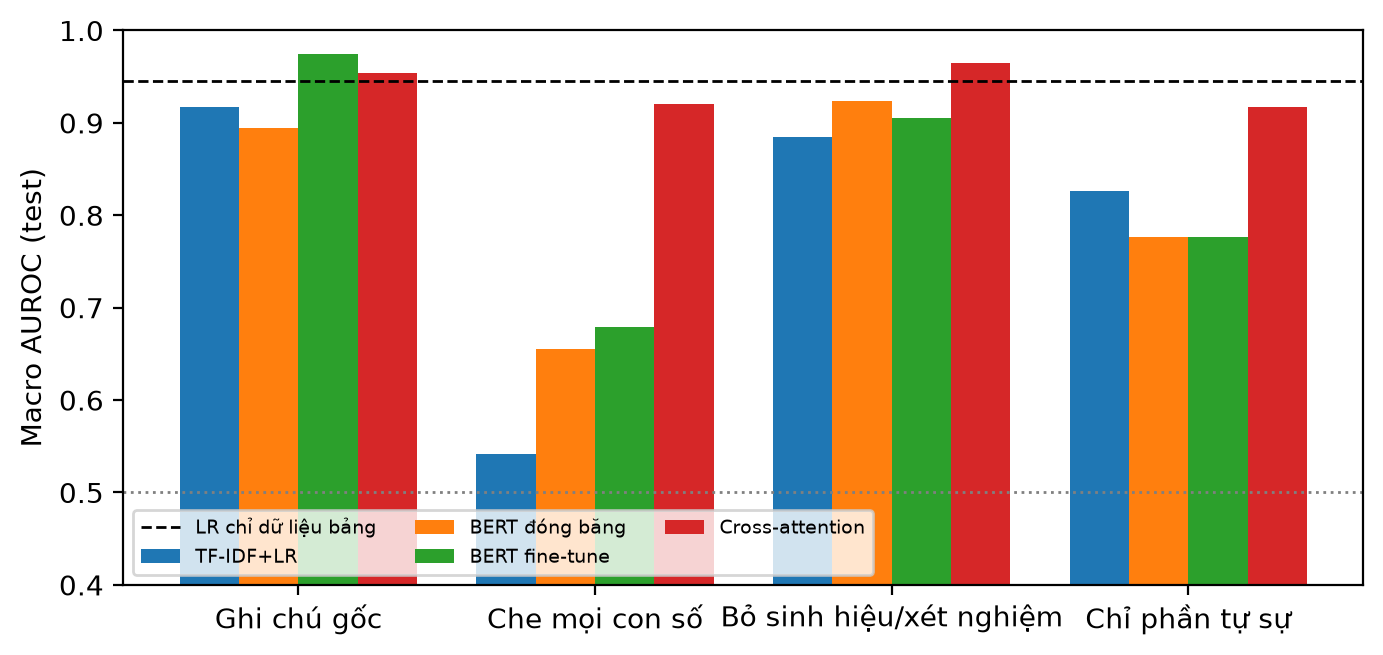 Macro AUROC (test)
1.0
0.9
0.8
0.7
0.6
0.5
0.4
LR chỉ dữ liệu bảng
TF-IDF+LR
BERT đóng băng
BERT fine-tune
Cross-attention
Ghi chú gốc
Che mọi con số
Bỏ sinh hiệu/xét nghiệm
Chỉ phần tự sự